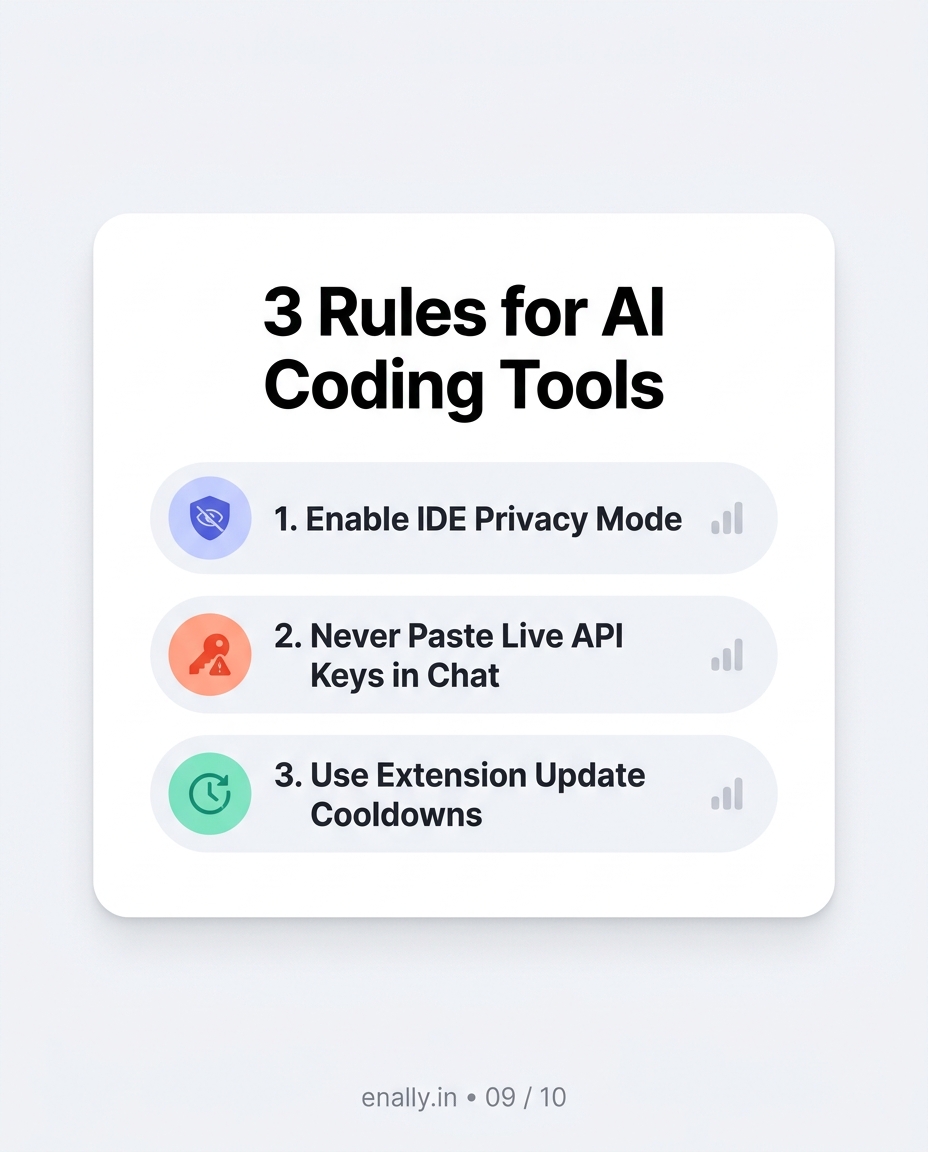 3 Rules for AI
Coding Tools
1. Enable IDE Privacy Mode
2. Never Paste Live API
Keys in Chat
3. Use Extension Update
Cooldowns
enally.in • 09 / 10